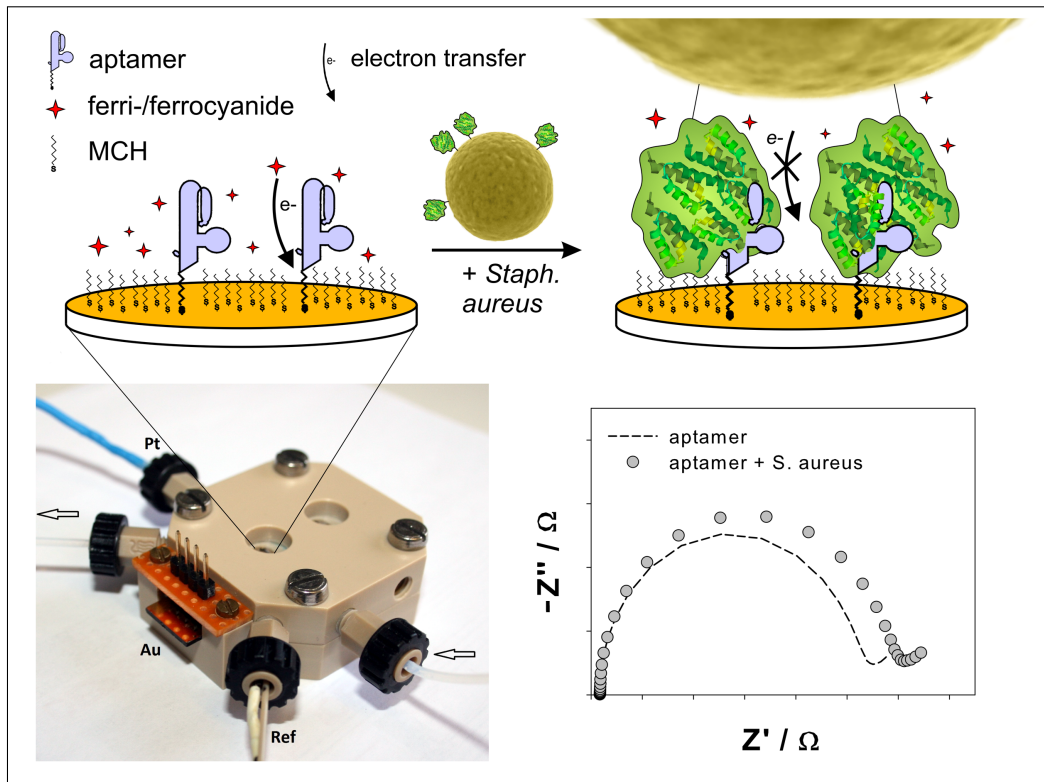 aptamer
ferri-/ferrocyanide
MCH
e- electron transfer
e-
+ Staph.
aureus
e-
Pt
Au
Ref
aptamer
aptamer + S. aureus
-Z'' / Ω
Z' / Ω